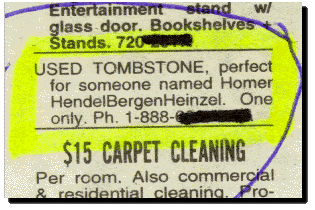 Entertainment stand w/
glass door. Bookshelves +
Stands. 720-
USED TOMBSTONE, perfect
for someone named Homer
HendelBergenHeinzel. One
only. Ph. 1-888-
$15 CARPET CLEANING
Per room. Also commercial
& residential cleaning. Pro-